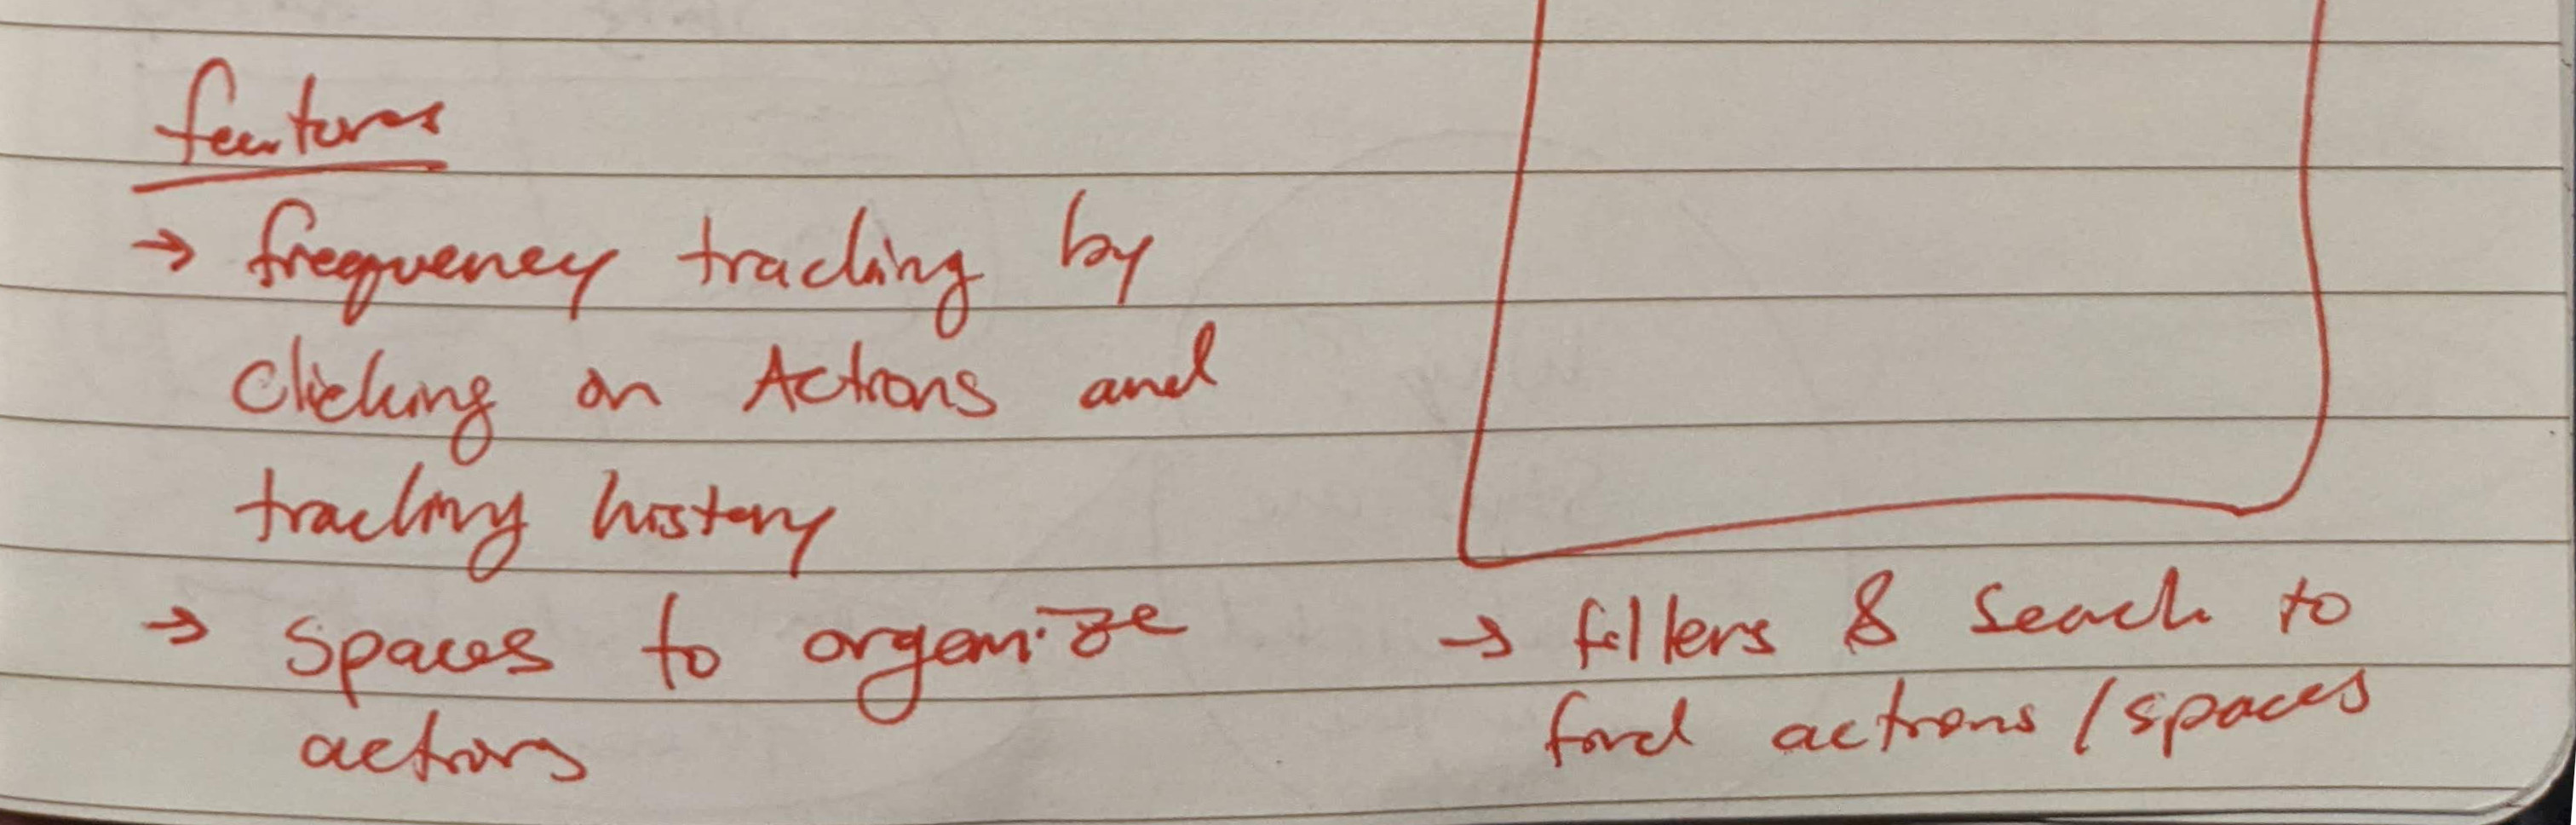 features
→ frequency tracking by
clicking on Actions and
tracking history
→ spaces to organize
actions
→ filters & search to
find actions / spaces